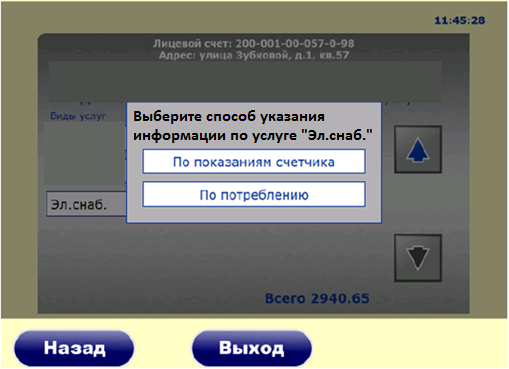 11:45:28
Лицевой счет: 200-001-00-057-0-98
Адрес: улица Зубковой, д.1, кв.57
Виды услуг
Выберите способ указания
информации по услуге "Эл.снаб."
По показаниям счетчика
По потреблению
Эл.снаб.
Всего 2940.65
Назад
Выход